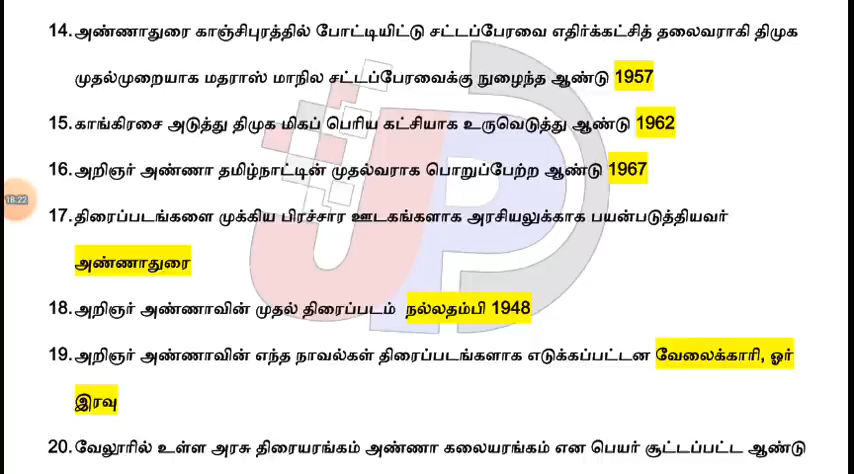 14. அண்ணாதுரை காஞ்சிபுரத்தில் போட்டியிட்டு சட்டப்பேரவை எதிர்க்கட்சித் தலைவராகி திமுக
முதல்முறையாக மதராஸ் மாநில சட்டப்பேரவைக்கு நுழைந்த ஆண்டு 1957
15. காங்கிரசை அடுத்து திமுக மிகப் பெரிய கட்சியாக உருவெடுத்து ஆண்டு 1962
16. அறிஞர் அண்ணா தமிழ்நாட்டின் முதல்வராக பொறுப்பேற்ற ஆண்டு 1967
18:22
17. திரைப்படங்களை முக்கிய பிரச்சார ஊடகங்களாக அரசியலுக்காக பயன்படுத்தியவர்
அண்ணாதுரை
18. அறிஞர் அண்ணாவின் முதல் திரைப்படம் நல்லதம்பி 1948
19. அறிஞர் அண்ணாவின் எந்த நாவல்கள் திரைப்படங்களாக எடுக்கப்பட்டன வேலைக்காரி, ஓர்
இரவு
20. வேலூரில் உள்ள அரசு திரையரங்கம் அண்ணா கலையரங்கம் என பெயர் சூட்டப்பட்ட ஆண்டு